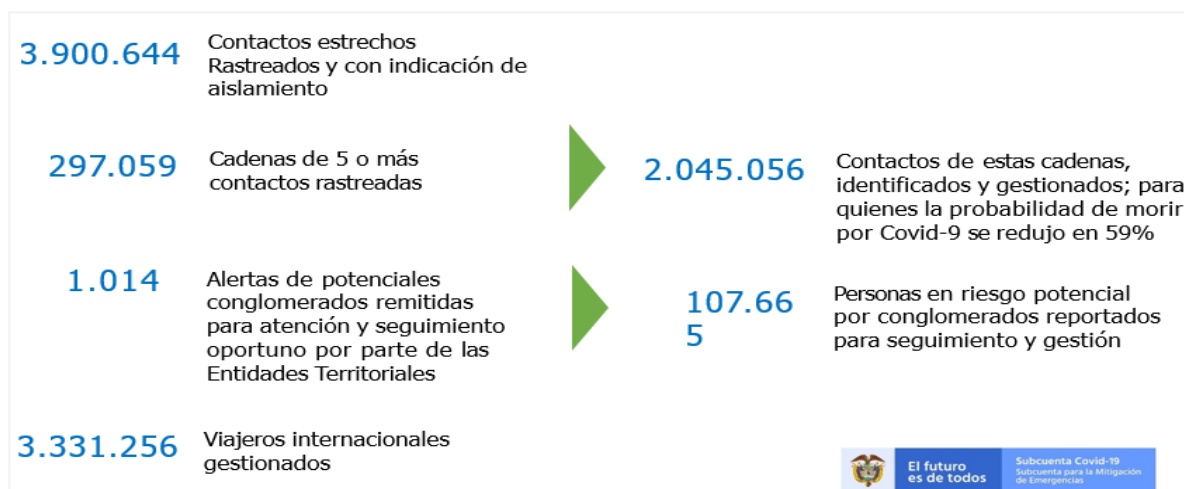 3.900.644
Contactos estrechos
Rastreados y con indicación de
aislamiento
297.059
Cadenas de 5 o más
contactos rastreadas
2.045.056
Contactos de estas cadenas,
identificados y gestionados; para
quienes la probabilidad de morir
por Covid-9 se redujo en 59%
1.014
Alertas de potenciales
conglomerados remitidas
para atención y seguimiento
oportuno por parte de las
Entidades Territoriales
107.66
5
Personas en riesgo potencial
por conglomerados reportados
para seguimiento y gestión
3.331.256
Viajeros internacionales
gestionados
El futuro
es de todos
Subcuenta Covid-19
Subcuenta para la Mitigación
de Emergencias